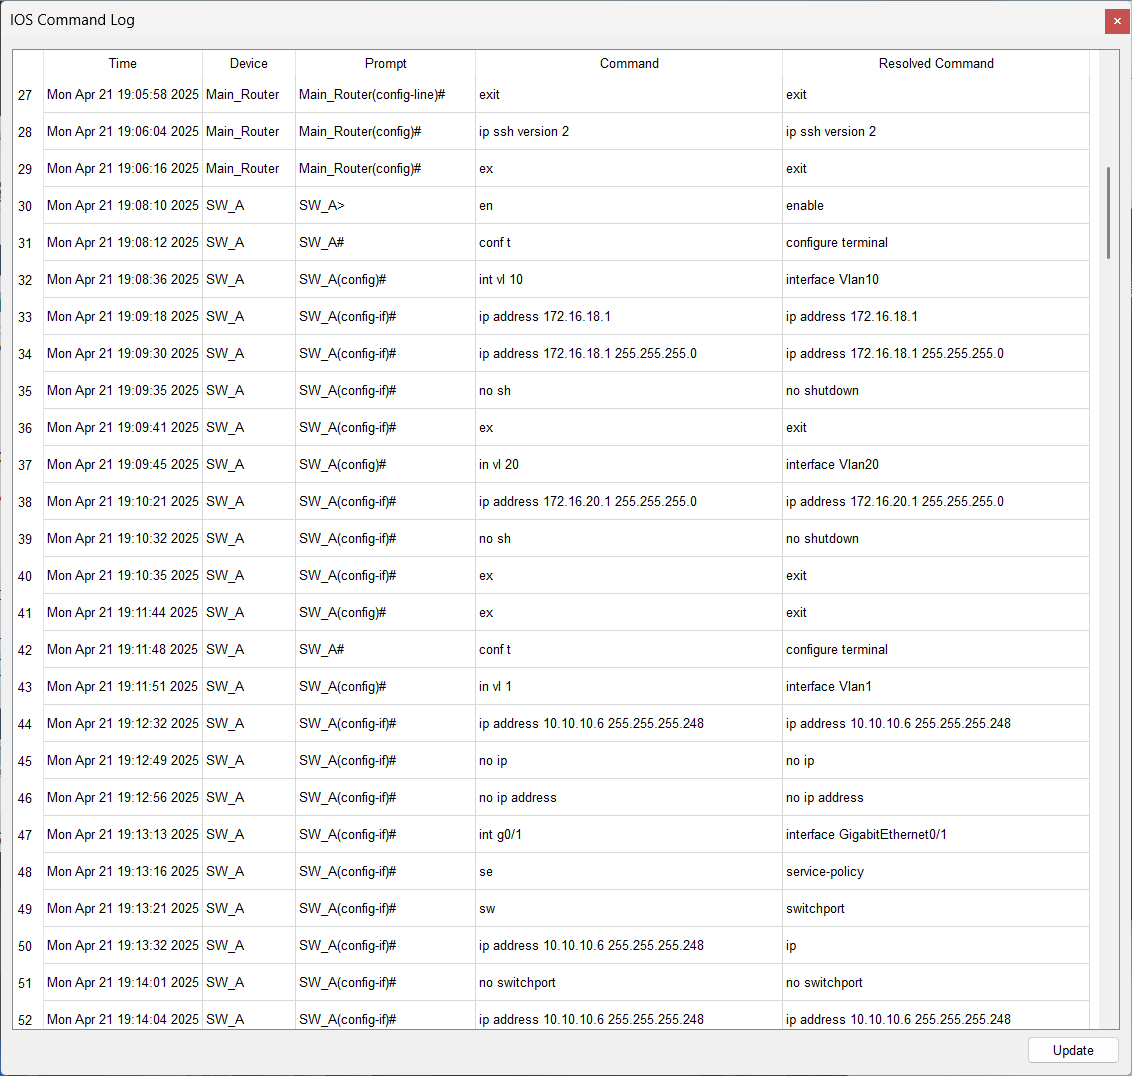 IOS Command Log
Time Device Prompt Command Resolved Command
27 Mon Apr 21 19:05:58 2025 Main_Router Main_Router(config-line)# exit exit
28 Mon Apr 21 19:06:04 2025 Main_Router Main_Router(config)# ip ssh version 2 ip ssh version 2
29 Mon Apr 21 19:06:16 2025 Main_Router Main_Router(config)# ex exit
30 Mon Apr 21 19:08:10 2025 SW_A SW_A> en enable
31 Mon Apr 21 19:08:12 2025 SW_A SW_A# conf t configure terminal
32 Mon Apr 21 19:08:36 2025 SW_A SW_A(config)# int vl 10 interface Vlan10
33 Mon Apr 21 19:09:18 2025 SW_A SW_A(config-if)# ip address 172.16.18.1 ip address 172.16.18.1
34 Mon Apr 21 19:09:30 2025 SW_A SW_A(config-if)# ip address 172.16.18.1 255.255.255.0 ip address 172.16.18.1 255.255.255.0
35 Mon Apr 21 19:09:35 2025 SW_A SW_A(config-if)# no sh no shutdown
36 Mon Apr 21 19:09:41 2025 SW_A SW_A(config-if)# ex exit
37 Mon Apr 21 19:09:45 2025 SW_A SW_A(config)# in vl 20 interface Vlan20
38 Mon Apr 21 19:10:21 2025 SW_A SW_A(config-if)# ip address 172.16.20.1 255.255.255.0 ip address 172.16.20.1 255.255.255.0
39 Mon Apr 21 19:10:32 2025 SW_A SW_A(config-if)# no sh no shutdown
40 Mon Apr 21 19:10:35 2025 SW_A SW_A(config-if)# ex exit
41 Mon Apr 21 19:11:44 2025 SW_A SW_A(config)# ex exit
42 Mon Apr 21 19:11:48 2025 SW_A SW_A# conf t configure terminal
43 Mon Apr 21 19:11:51 2025 SW_A SW_A(config)# in vl 1 interface Vlan1
44 Mon Apr 21 19:12:32 2025 SW_A SW_A(config-if)# ip address 10.10.10.6 255.255.255.248 ip address 10.10.10.6 255.255.255.248
45 Mon Apr 21 19:12:49 2025 SW_A SW_A(config-if)# no ip no ip
46 Mon Apr 21 19:12:56 2025 SW_A SW_A(config-if)# no ip address no ip address
47 Mon Apr 21 19:13:13 2025 SW_A SW_A(config-if)# int g0/1 interface GigabitEthernet0/1
48 Mon Apr 21 19:13:16 2025 SW_A SW_A(config-if)# se service-policy
49 Mon Apr 21 19:13:21 2025 SW_A SW_A(config-if)# sw switchport
50 Mon Apr 21 19:13:32 2025 SW_A SW_A(config-if)# ip address 10.10.10.6 255.255.255.248 ip
51 Mon Apr 21 19:14:01 2025 SW_A SW_A(config-if)# no switchport no switchport
52 Mon Apr 21 19:14:04 2025 SW_A SW_A(config-if)# ip address 10.10.10.6 255.255.255.248 ip address 10.10.10.6 255.255.255.248
Update